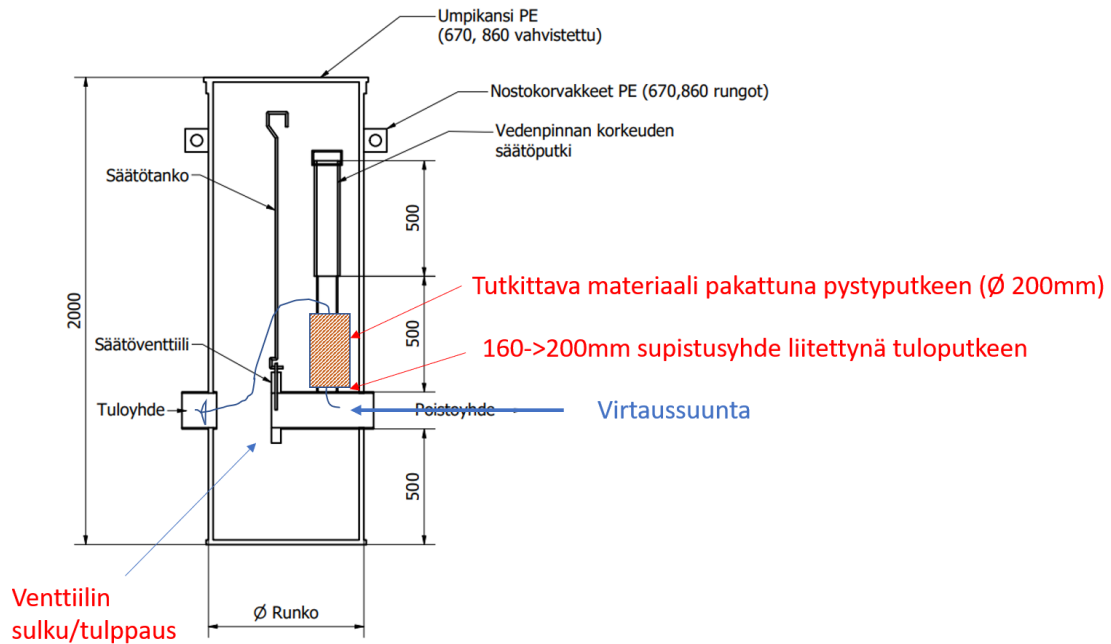 Umpikansi PE
(670, 860 vahvistettu)
Nostokorvakkeet PE (670,860 rungot)
Vedenpinnan korkeuden
säätöputki
Säätötanko
500
2000
Tutkittava materiaali pakattuna pystyputkeen (Ø 200mm)
500
Säätöventtiili
160->200mm supistusyhde liitettynä tuloputkeen
Tuloyhde
Poistoyhde
Virtaussuunta
500
Venttiilin
sulku/tulppaus
Ø Runko